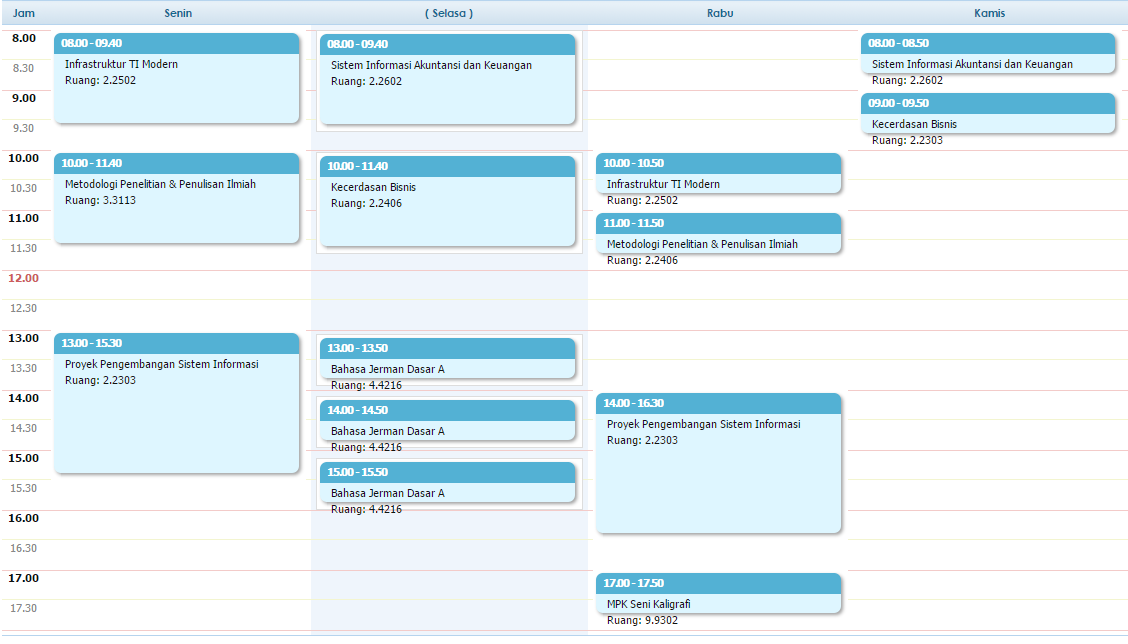 Jam
Senin
( Selasa )
Rabu
Kamis
8.00
8.30
9.00
9.30
10.00
10.30
11.00
11.30
12.00
12.30
13.00
13.30
14.00
14.30
15.00
15.30
16.00
16.30
17.00
17.30
08.00 - 09.40
Infrastruktur TI Modern
Ruang: 2.2502
10.00 - 11.40
Metodologi Penelitian & Penulisan Ilmiah
Ruang: 3.3113
13.00 - 15.30
Proyek Pengembangan Sistem Informasi
Ruang: 2.2303
08.00 - 09.40
Sistem Informasi Akuntansi dan Keuangan
Ruang: 2.2602
10.00 - 11.40
Kecerdasan Bisnis
Ruang: 2.2406
13.00 - 13.50
Bahasa Jerman Dasar A
Ruang: 4.4216
14.00 - 14.50
Bahasa Jerman Dasar A
Ruang: 4.4216
15.00 - 15.50
Bahasa Jerman Dasar A
Ruang: 4.4216
10.00 - 10.50
Infrastruktur TI Modern
Ruang: 2.2502
11.00 - 11.50
Metodologi Penelitian & Penulisan Ilmiah
Ruang: 2.2406
14.00 - 16.30
Proyek Pengembangan Sistem Informasi
Ruang: 2.2303
17.00 - 17.50
MPK Seni Kaligrafi
Ruang: 9.9302
08.00 - 08.50
Sistem Informasi Akuntansi dan Keuangan
Ruang: 2.2602
09.00 - 09.50
Kecerdasan Bisnis
Ruang: 2.2303